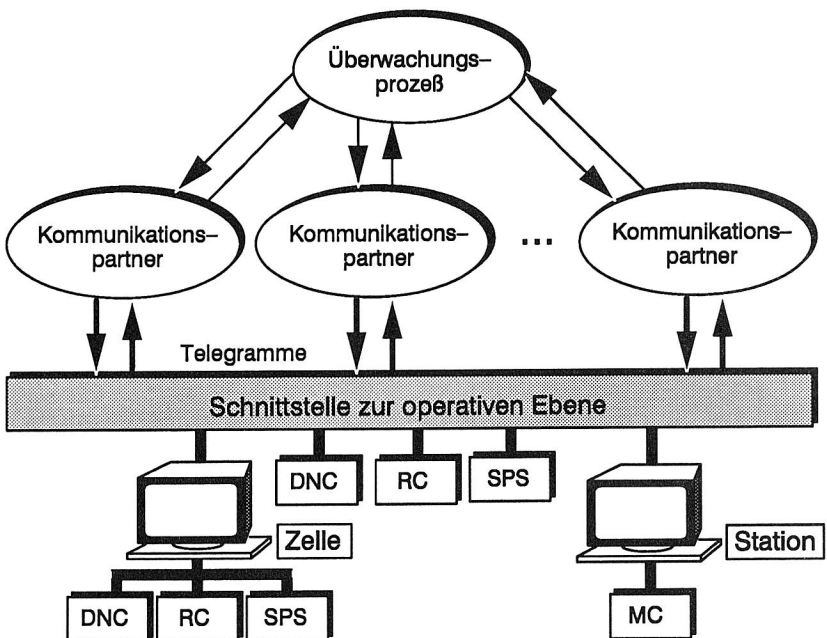 Überwachungs–
prozeß
Kommunikations–
partner
Kommunikations–
partner
...
Kommunikations–
partner
Telegramme
Schnittstelle zur operativen Ebene
DNC
RC
SPS
Zelle
Station
DNC
RC
SPS
MC